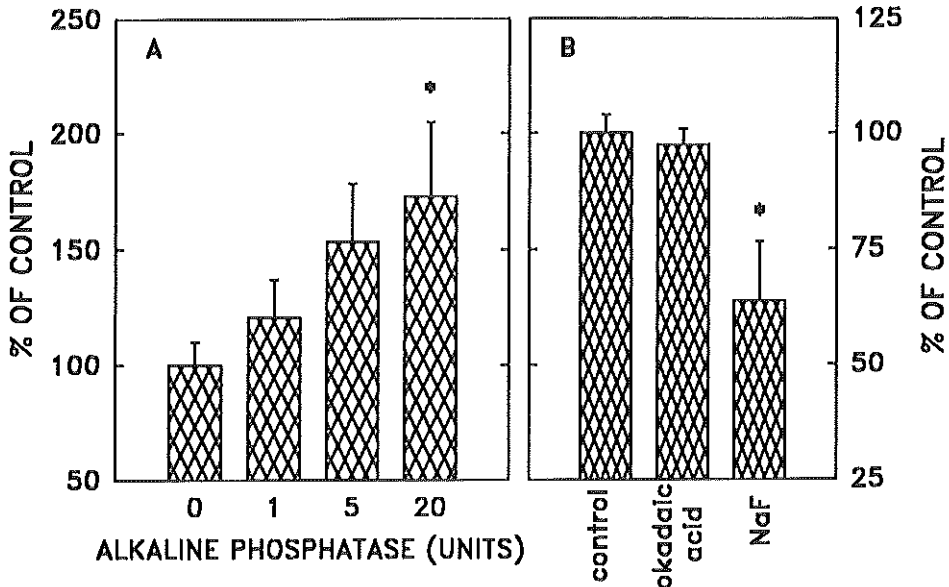 A
B
% OF CONTROL
250
200
150
100
50
*
0 1 5 20
ALKALINE PHOSPHATASE (UNITS)
*
control
okadaic
acid
NaF
125
100
75
50
25
% OF CONTROL